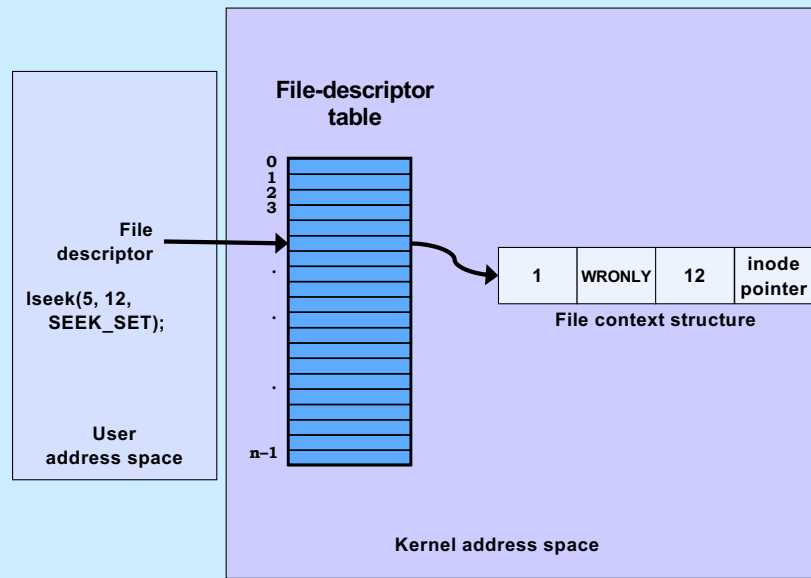 File-descriptor
table
0
1
2
3
.
.
.
n–1
File
descriptor
lseek(5, 12,
SEEK_SET);
User
address space
1
WRONLY
12
inode
pointer
File context structure
Kernel address space